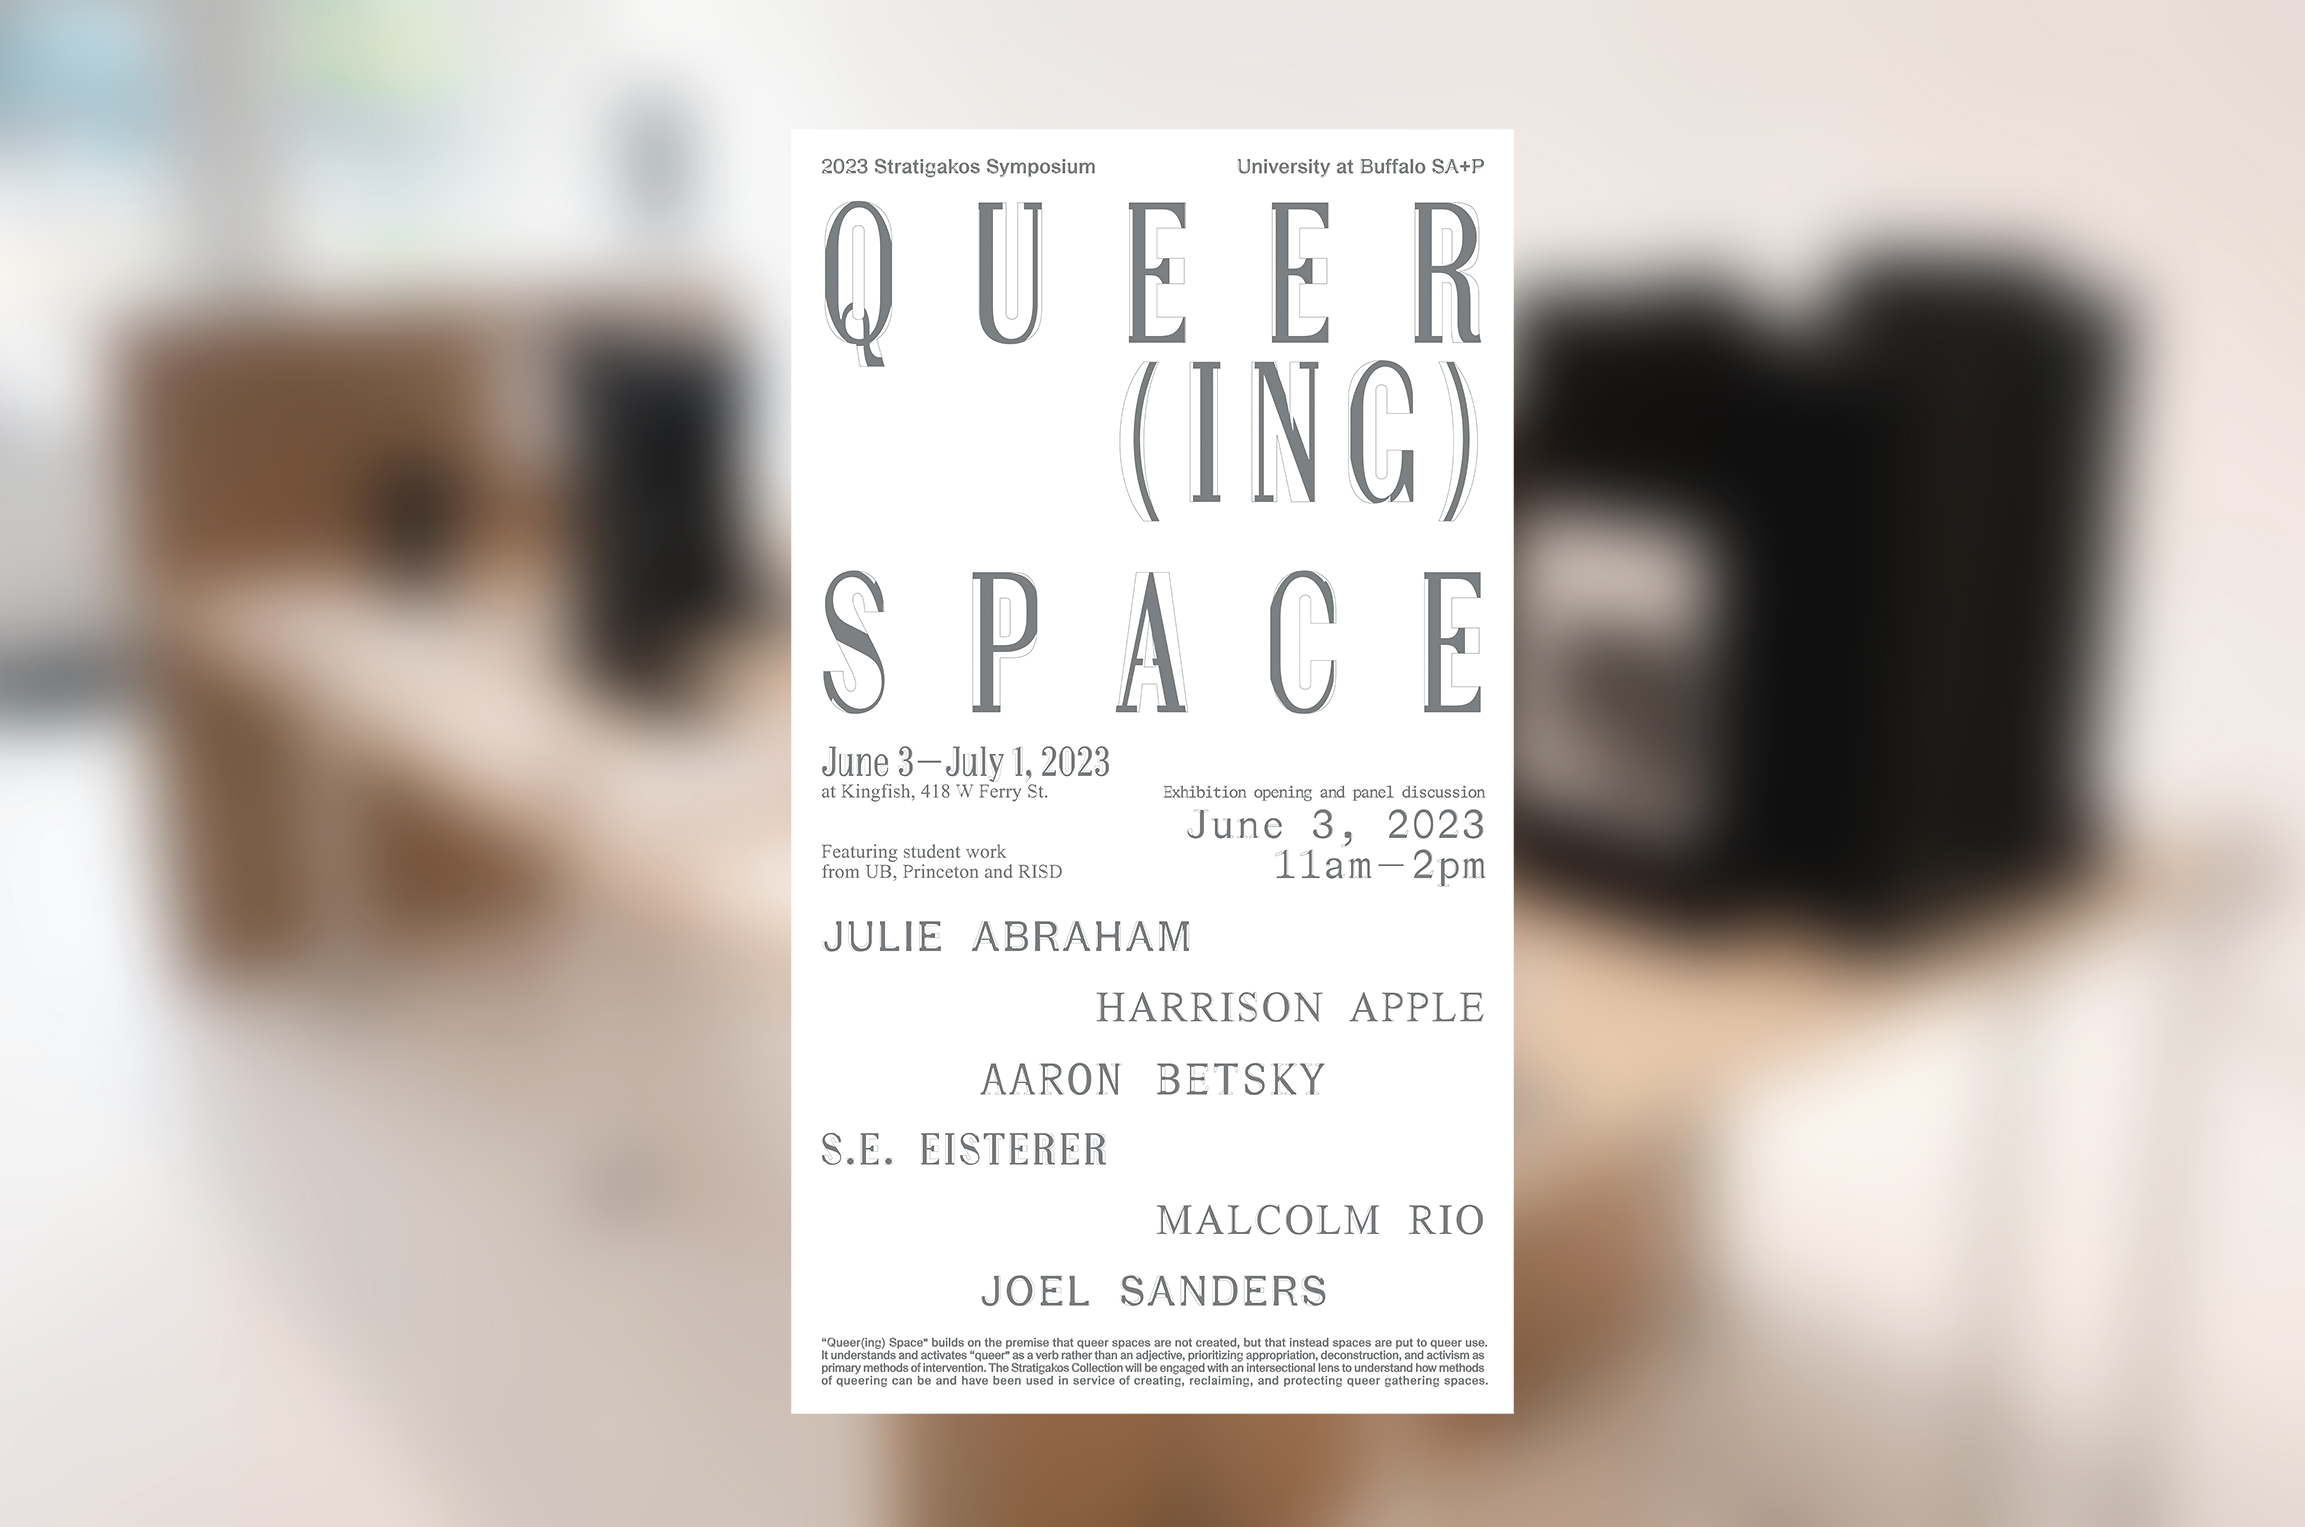 2023 Stratigakos Symposium
University at Buffalo SA+P
QUEER
(ING)
SPACE
June 3—July 1, 2023
at Kingfish, 418 W Ferry St.
Exhibition opening and panel discussion
June 3, 2023
11am—2pm
Featuring student work
from UB, Princeton and RISD
JULIE ABRAHAM
HARRISON APPLE
AARON BETSKY
S.E. EISTERER
MALCOLM RIO
JOEL SANDERS
“Queer(ing) Space” builds on the premise that queer spaces are not created, but that instead spaces are put to queer use.
It understands and activates “queer” as a verb rather than an adjective, prioritizing appropriation, deconstruction, and activism as
primary methods of intervention. The Stratigakos Collection will be engaged with an intersectional lens to understand how methods
of queering can be and have been used in service of creating, reclaiming, and protecting queer gathering spaces.